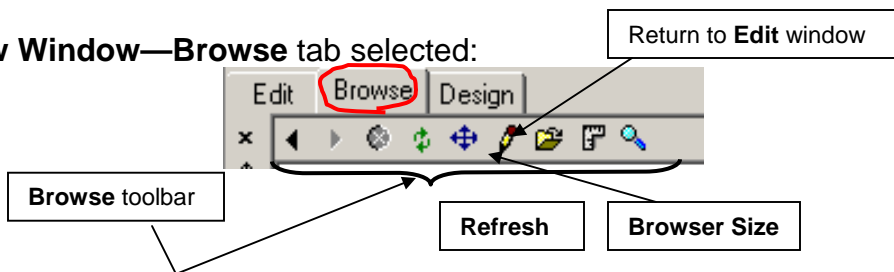 Return to Edit window
Window—Browse tab selected:
Edit Browse Design
Browse toolbar
Refresh
Browser Size